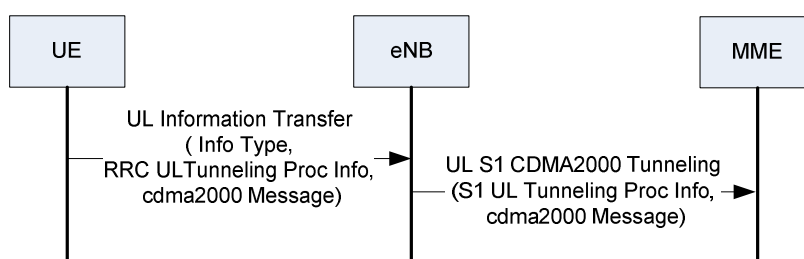 UE
eNB
MME
UL Information Transfer
( Info Type,
RRC ULTunneling Proc Info,
cdma2000 Message)
UL S1 CDMA2000 Tunneling
(S1 UL Tunneling Proc Info,
cdma2000 Message)